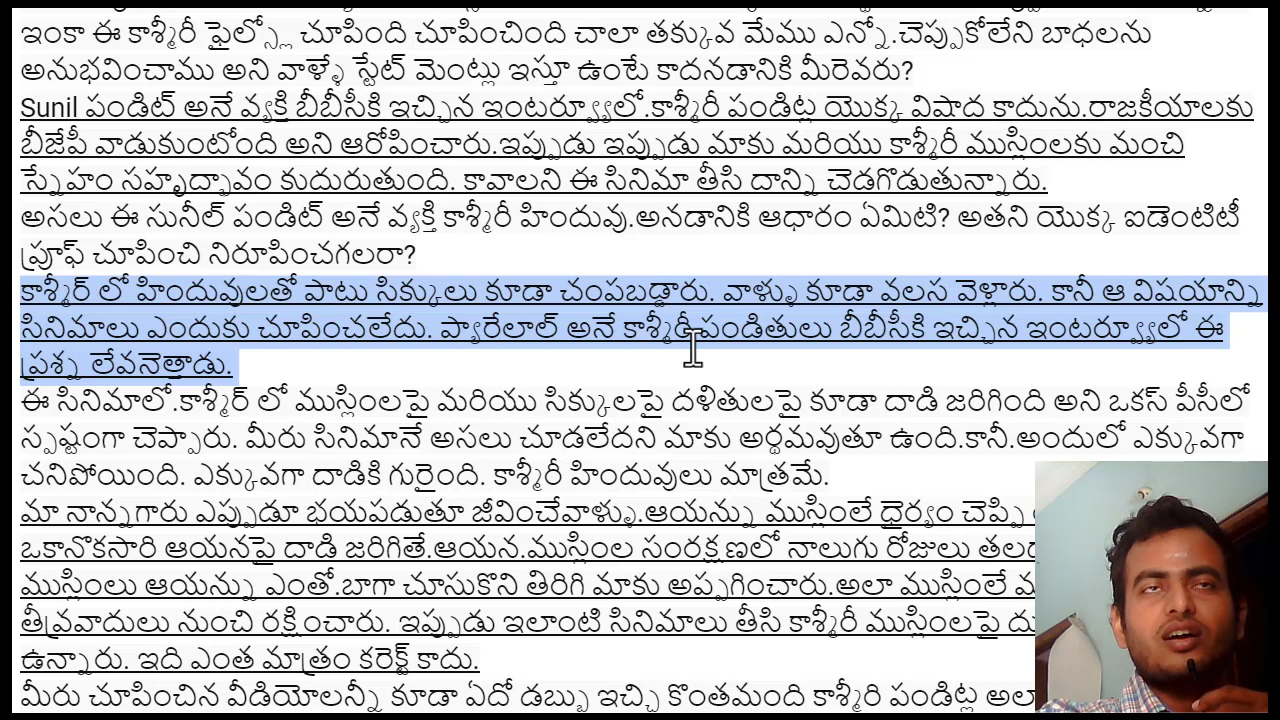 ఇంకా ఈ కాశ్మీరీ ఫైల్స్లో చూపింది చూపించింది చాలా తక్కువ మేము ఎన్నో.చెప్పుకోలేని బాధలను
అనుభవించాము అని వాళ్ళే స్టేట్ మెంట్లు ఇస్తూ ఉంటే కాదనడానికి మీరెవరు?
Sunil పండిట్ అనే వ్యక్తి బీబీసీకి ఇచ్చిన ఇంటర్వ్యూలో.కాశ్మీరీ పండిట్ల యొక్క విషాద కాదును.రాజకీయాలకు
బీజేపీ వాడుకుంటోంది అని ఆరోపించారు.ఇప్పుడు ఇప్పుడు మాకు మరియు కాశ్మీరీ ముస్లింలకు మంచి
స్నేహం సహృద్భావం కుదురుతుంది. కావాలని ఈ సినిమా తీసి దాన్ని చెడగొడుతున్నారు.
అసలు ఈ సునీల్ పండిట్ అనే వ్యక్తి కాశ్మీరీ హిందువు.అనడానికి ఆధారం ఏమిటి? అతని యొక్క ఐడెంటిటీ
ప్రూఫ్ చూపించి నిరూపించగలరా?
కాశ్మీర్ లో హిందువులతో పాటు సిక్కులు కూడా చంపబడ్డారు. వాళ్ళు కూడా వలస వెళ్లారు. కానీ ఆ విషయాన్ని
సినిమాలు ఎందుకు చూపించలేదు. ప్యారేలాల్ అనే కాశ్మీరీ పండితులు బీబీసీకి ఇచ్చిన ఇంటర్వ్యూలో ఈ
ప్రశ్న లేవనెత్తాడు.
ఈ సినిమాలో.కాశ్మీర్ లో ముస్లింలపై మరియు సిక్కులపై దళితులపై కూడా దాడి జరిగింది అని ఒకస్ పీసీలో
స్పష్టంగా చెప్పారు. మీరు సినిమానే అసలు చూడలేదని మాకు అర్థమవుతూ ఉంది.కానీ.అందులో ఎక్కువగా
చనిపోయింది. ఎక్కువగా దాడికి గురైంది. కాశ్మీరీ హిందువులు మాత్రమే.
మా నాన్నగారు ఎప్పుడూ భయపడుతూ జీవించేవాళ్ళు.ఆయన్ను ముస్లింలే ధైర్యం చెప్పి
ఒకానొకసారి ఆయనపై దాడి జరిగితే.ఆయన.ముస్లింల సంరక్షణలో నాలుగు రోజులు
ముస్లింలు ఆయన్ను ఎంతో.బాగా చూసుకొని తిరిగి మాకు అప్పగించారు.అలా ముస్లింలే
తీవ్రవాదులు నుంచి రక్షించారు. ఇప్పుడు ఇలాంటి సినిమాలు తీసి కాశ్మీరీ ముస్లింలపై
ఉన్నారు. ఇది ఎంత మాత్రం కరెక్ట్ కాదు.
మీరు చూపించిన వీడియోలన్నీ కూడా ఏదో డబ్బు ఇచ్చి కొంతమంది కాశ్మీరి పండిట్ల